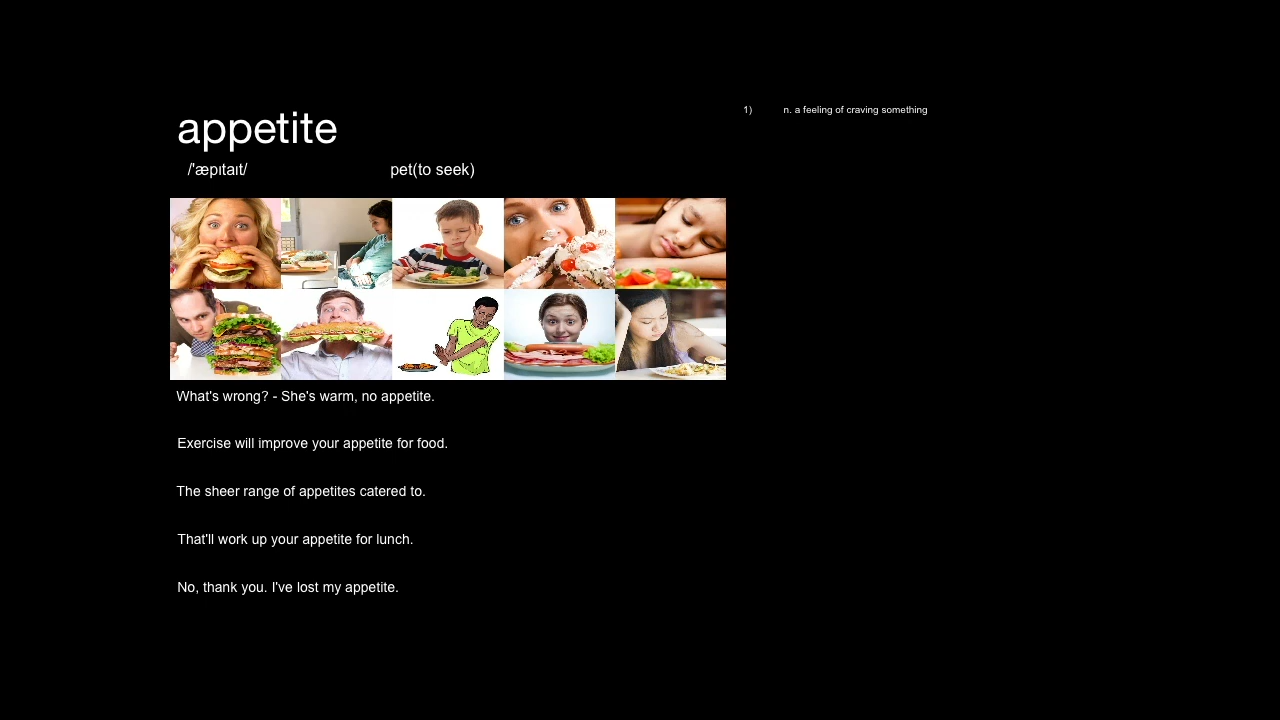 appetite
/'æpɪtaɪt/
pet(to seek)
1) n. a feeling of craving something
What's wrong? - She's warm, no appetite.
Exercise will improve your appetite for food.
The sheer range of appetites catered to.
That'll work up your appetite for lunch.
No, thank you. I've lost my appetite.